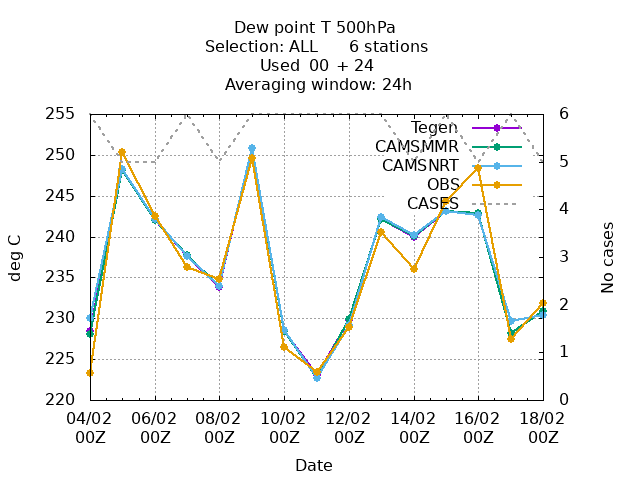 Dew point T 500hPa
Selection: ALL 6 stations
Used 00 + 24
Averaging window: 24h
255
250
245
240
235
230
225
220
deg C
6
5
4
3
2
1
0
No cases
Tegen
CAMSMMR
CAMSNRT
OBS
CASES
04/02 06/02 08/02 10/02 12/02 14/02 16/02 18/02
00Z 00Z 00Z 00Z 00Z 00Z 00Z 00Z
Date